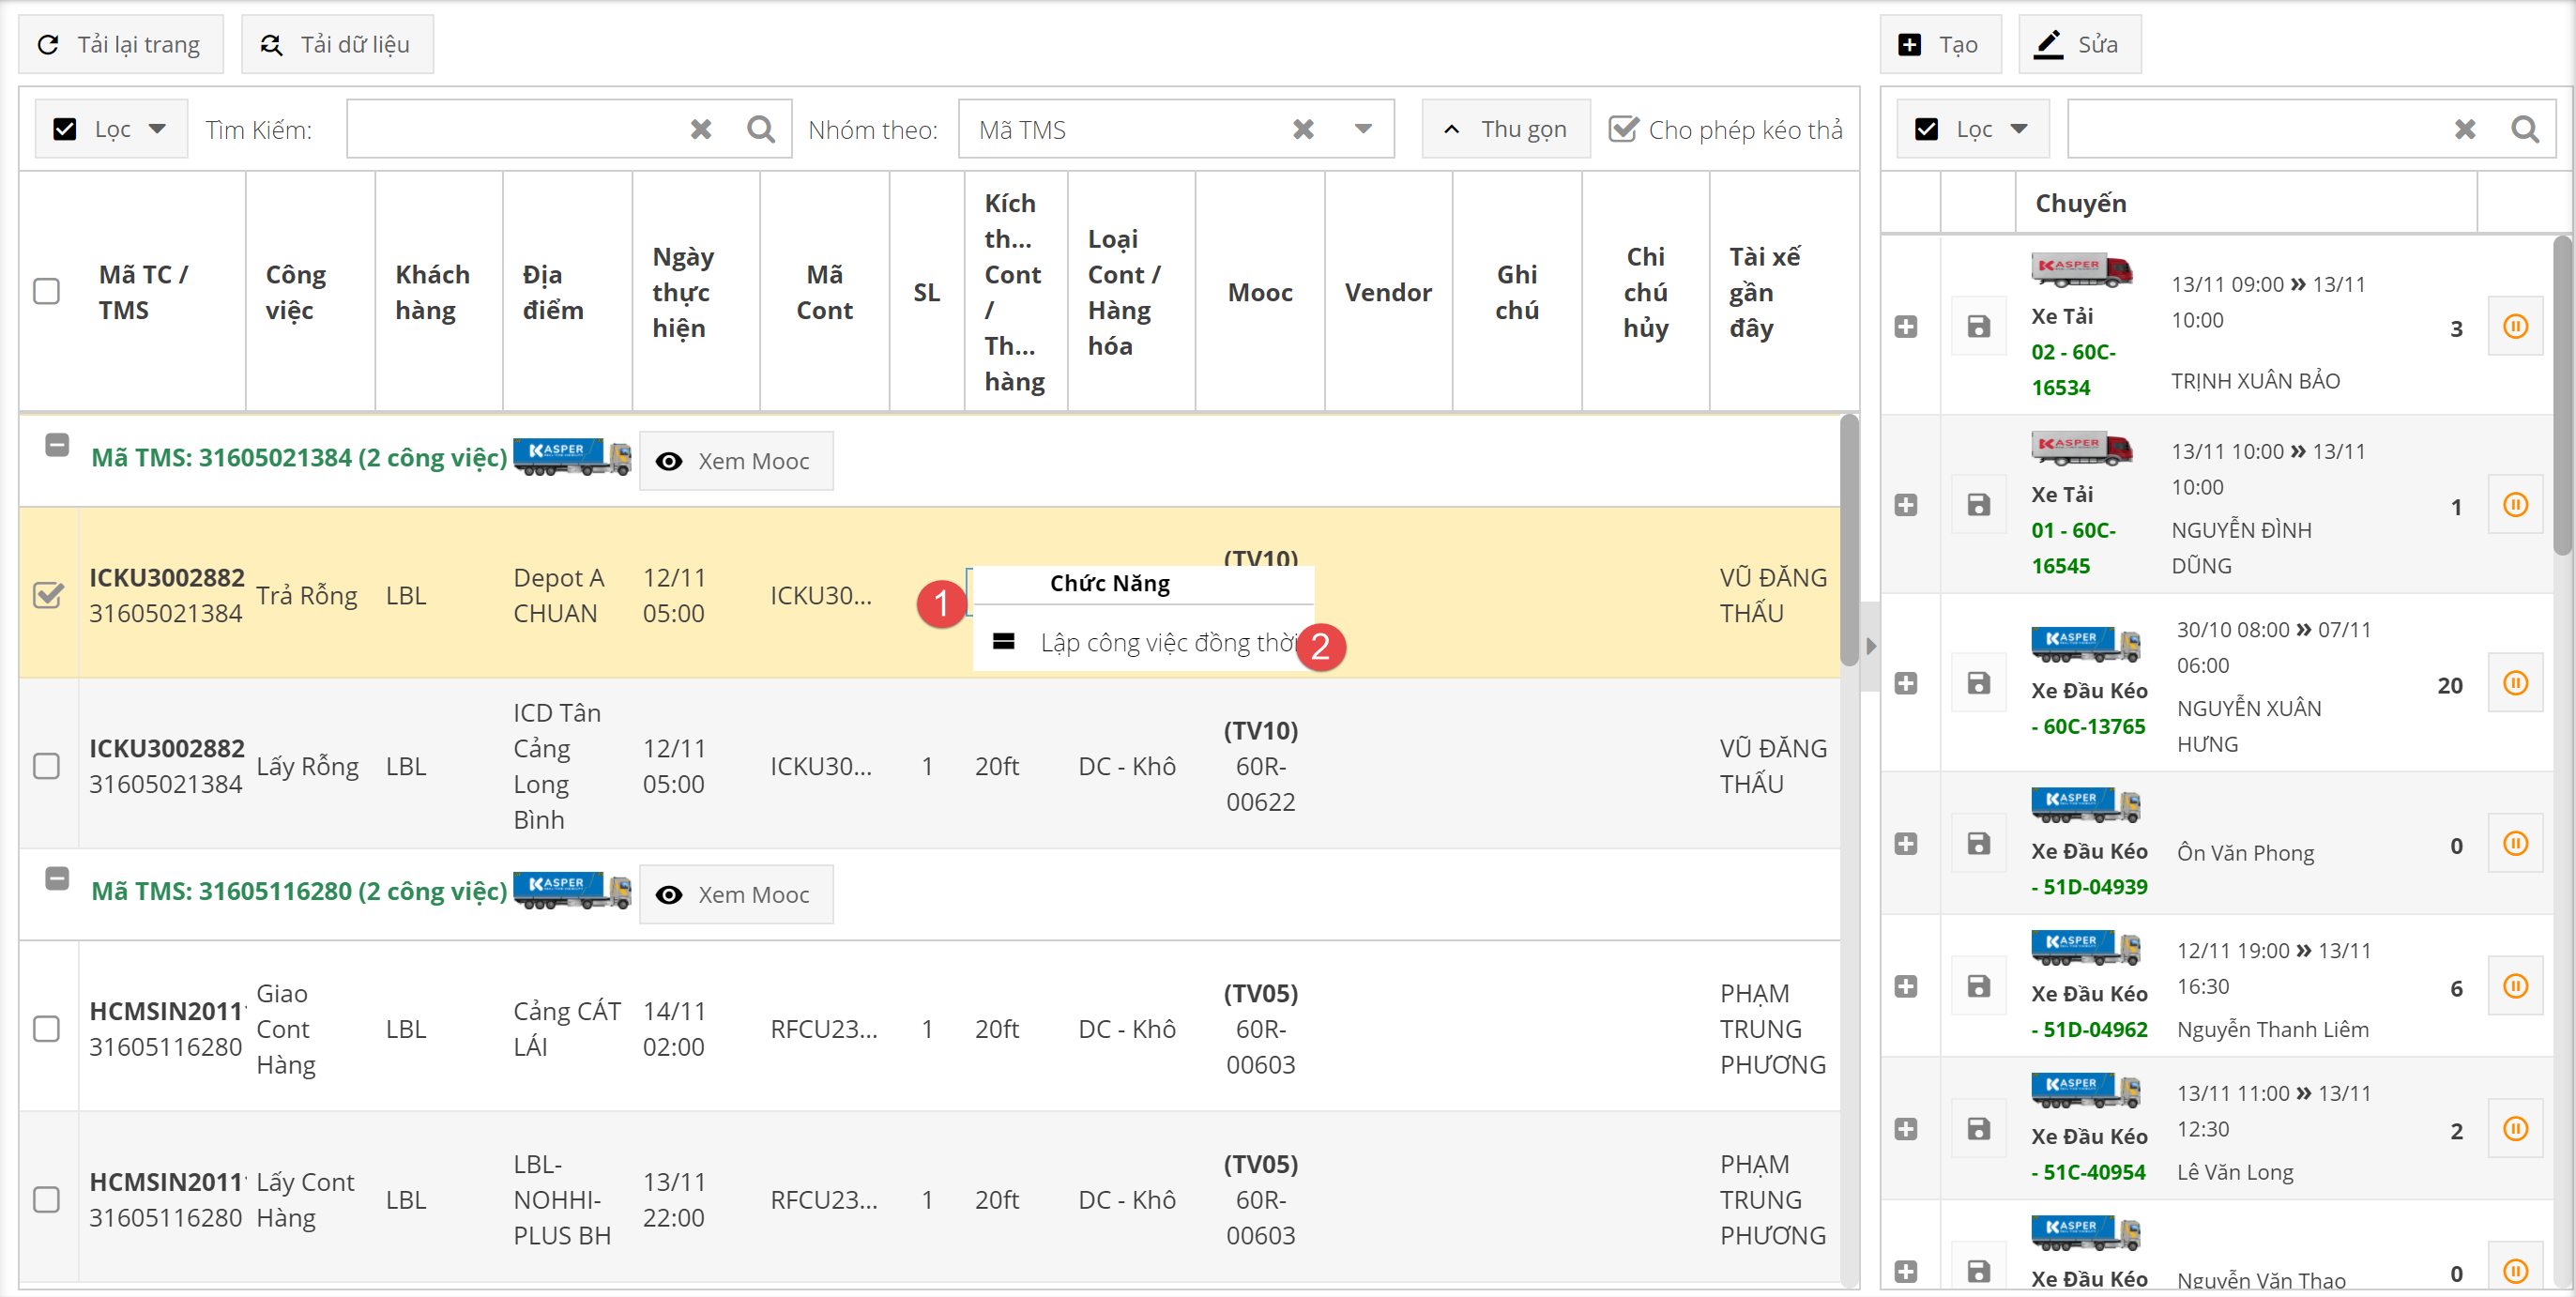 Tải lại trang
Tải dữ liệu
Tạo
Sửa
Lọc
Tìm Kiếm:
Nhóm theo:
Mã TMS
Thu gọn
Cho phép kéo thả
Lọc
Mã TC /
TMS
Công
việc
Khách
hàng
Địa
điểm
Ngày
thực
hiện
Mã
Cont
SL
Kích
th...
Cont
/
Th...
hàng
Loại
Cont /
Hàng
hóa
Mooc
Vendor
Ghi
chú
Chi
chú
hủy
Tài xế
gần
đây
Mã TMS: 31605021384 (2 công việc)
KASPER
Xem Mooc
ICKU3002882
31605021384
Trả Rỗng
LBL
Depot A
CHUAN
12/11
05:00
ICKU30...
(TV10)
VŨ ĐĂNG
THẤU
1
Chức Năng
Lập công việc đồng thời
2
ICKU3002882
31605021384
Lấy Rỗng
LBL
ICD Tân
Cảng
Long
Bình
12/11
05:00
ICKU30...
1
20ft
DC - Khô
(TV10)
60R-
00622
VŨ ĐĂNG
THẤU
Mã TMS: 31605116280 (2 công việc)
KASPER
Xem Mooc
HCMSIN2011
31605116280
Giao
Cont
Hàng
LBL
Cảng CÁT
LÁI
14/11
02:00
RFCU23...
1
20ft
DC - Khô
(TV05)
60R-
00603
PHẠM
TRUNG
PHƯƠNG
HCMSIN2011
31605116280
Lấy Cont
Hàng
LBL
LBL-
NOHHI-
PLUS BH
13/11
22:00
RFCU23...
1
20ft
DC - Khô
(TV05)
60R-
00603
PHẠM
TRUNG
PHƯƠNG
Chuyến
KASPER
Xe Tải
02 - 60C-
16534
13/11 09:00 » 13/11
10:00
TRỊNH XUÂN BẢO
3
KASPER
Xe Tải
01 - 60C-
16545
13/11 10:00 » 13/11
10:00
NGUYỄN ĐÌNH
DŨNG
1
KASPER
Xe Đầu Kéo
- 60C-13765
30/10 08:00 » 07/11
06:00
NGUYỄN XUÂN
HƯNG
20
KASPER
Xe Đầu Kéo
- 51D-04939
Ôn Văn Phong
0
KASPER
Xe Đầu Kéo
- 51D-04962
12/11 19:00 » 13/11
16:30
Nguyễn Thanh Liêm
6
KASPER
Xe Đầu Kéo
- 51C-40954
13/11 11:00 » 13/11
12:30
Lê Văn Long
2
KASPER
Xe Đầu Kéo
Nguyễn Văn Thao
0